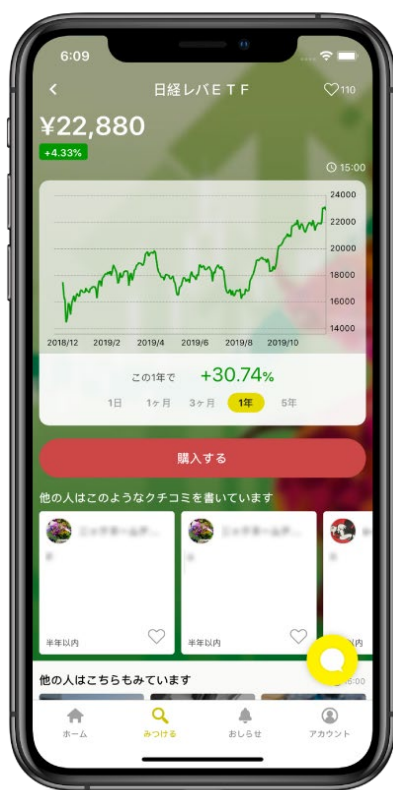 6:09
日経レバＥＴＦ
110
¥22,880
+4.33%
15:00
24000
22000
20000
18000
16000
14000
2018/12 2019/2 2019/4 2019/6 2019/8 2019/10
この1年で +30.74%
1日 1ヶ月 3ヶ月 1年 5年
購入する
他の人はこのようなクチコミを書いています
半年以内
半年以内
他の人はこちらもみています
15:00
ホーム みつける おしらせ アカウント